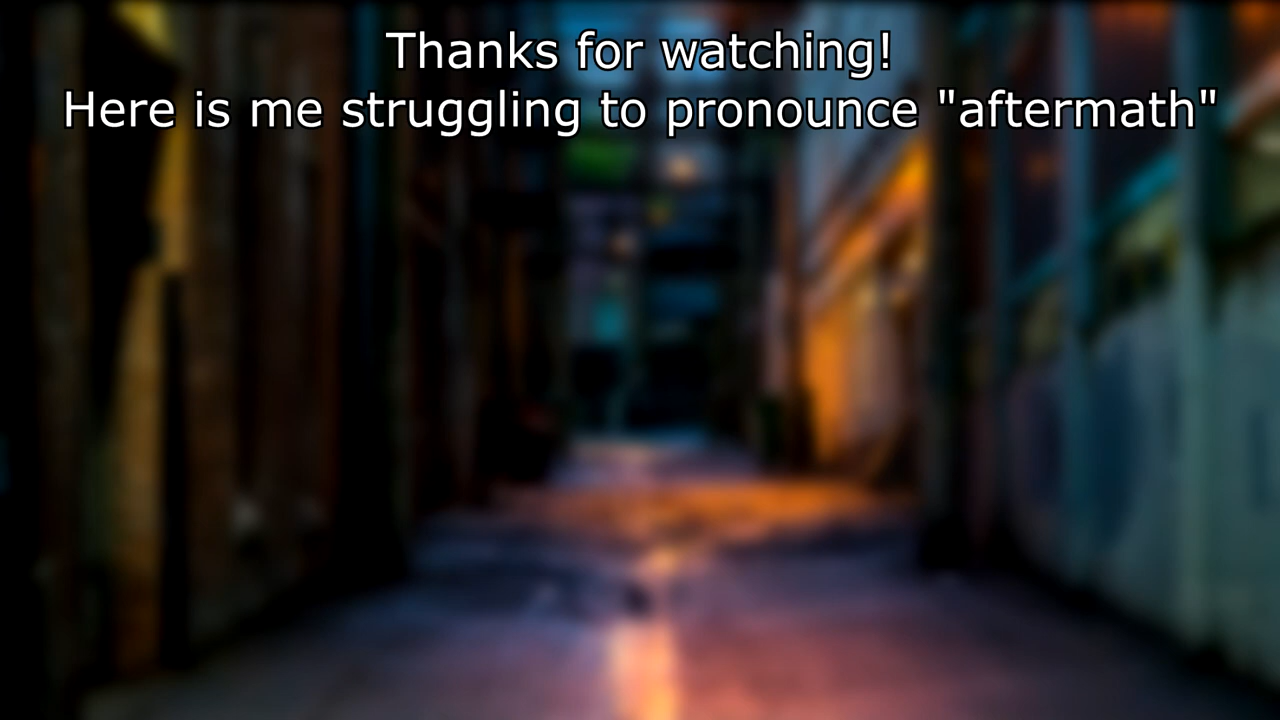 Thanks for watching!
Here is me struggling to pronounce "aftermath"